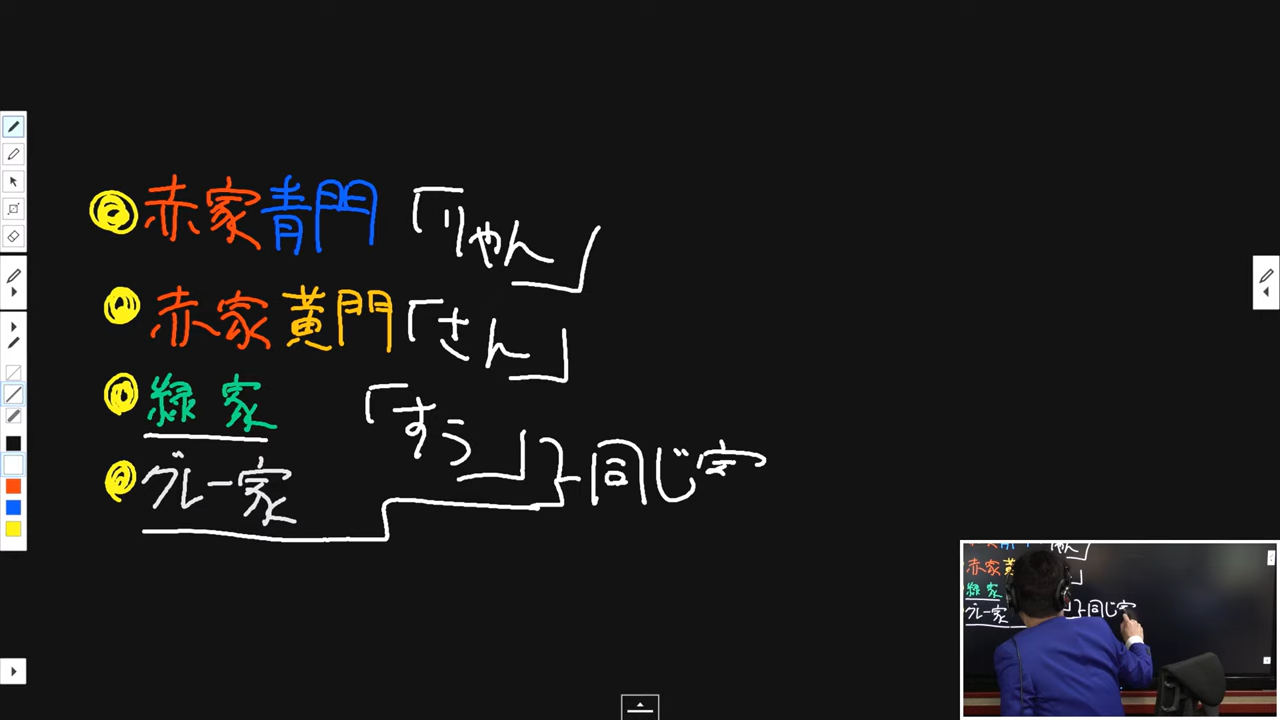 赤家青門「りゃん」
赤家黄門「さん」
緑家「すう」
グレー家
同じ家